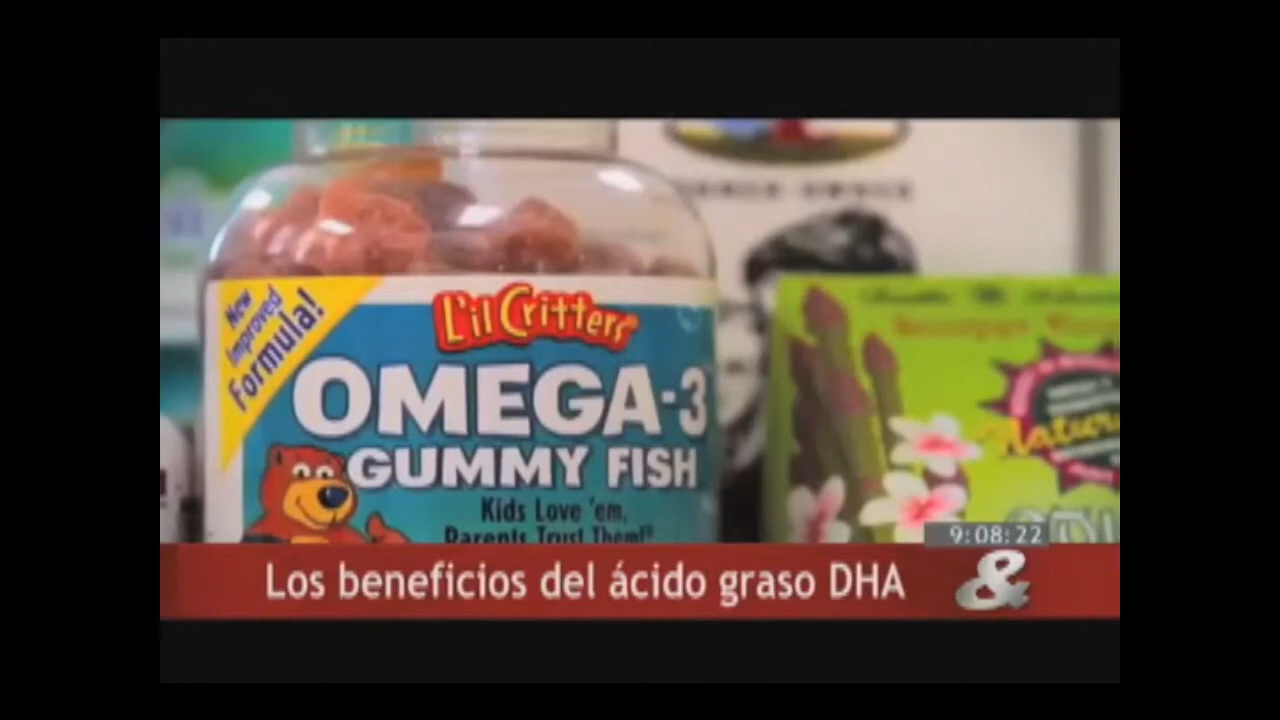 New
Improved
Formula!
L'il Critters
OMEGA-3
GUMMY FISH
Kids Love 'em,
Parents Trust Them!
Natur
9:08:22
Los beneficios del ácido graso DHA
&